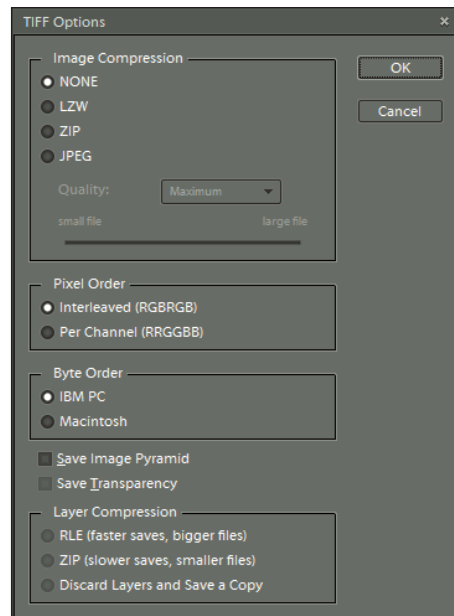 TIFF Options
Image Compression
NONE
LZW
ZIP
JPEG
Quality:
Maximum
small file
large file
OK
Cancel
Pixel Order
Interleaved (RGBRGB)
Per Channel (RRGGBB)
Byte Order
IBM PC
Macintosh
Save Image Pyramid
Save Transparency
Layer Compression
RLE (faster saves, bigger files)
ZIP (slower saves, smaller files)
Discard Layers and Save a Copy